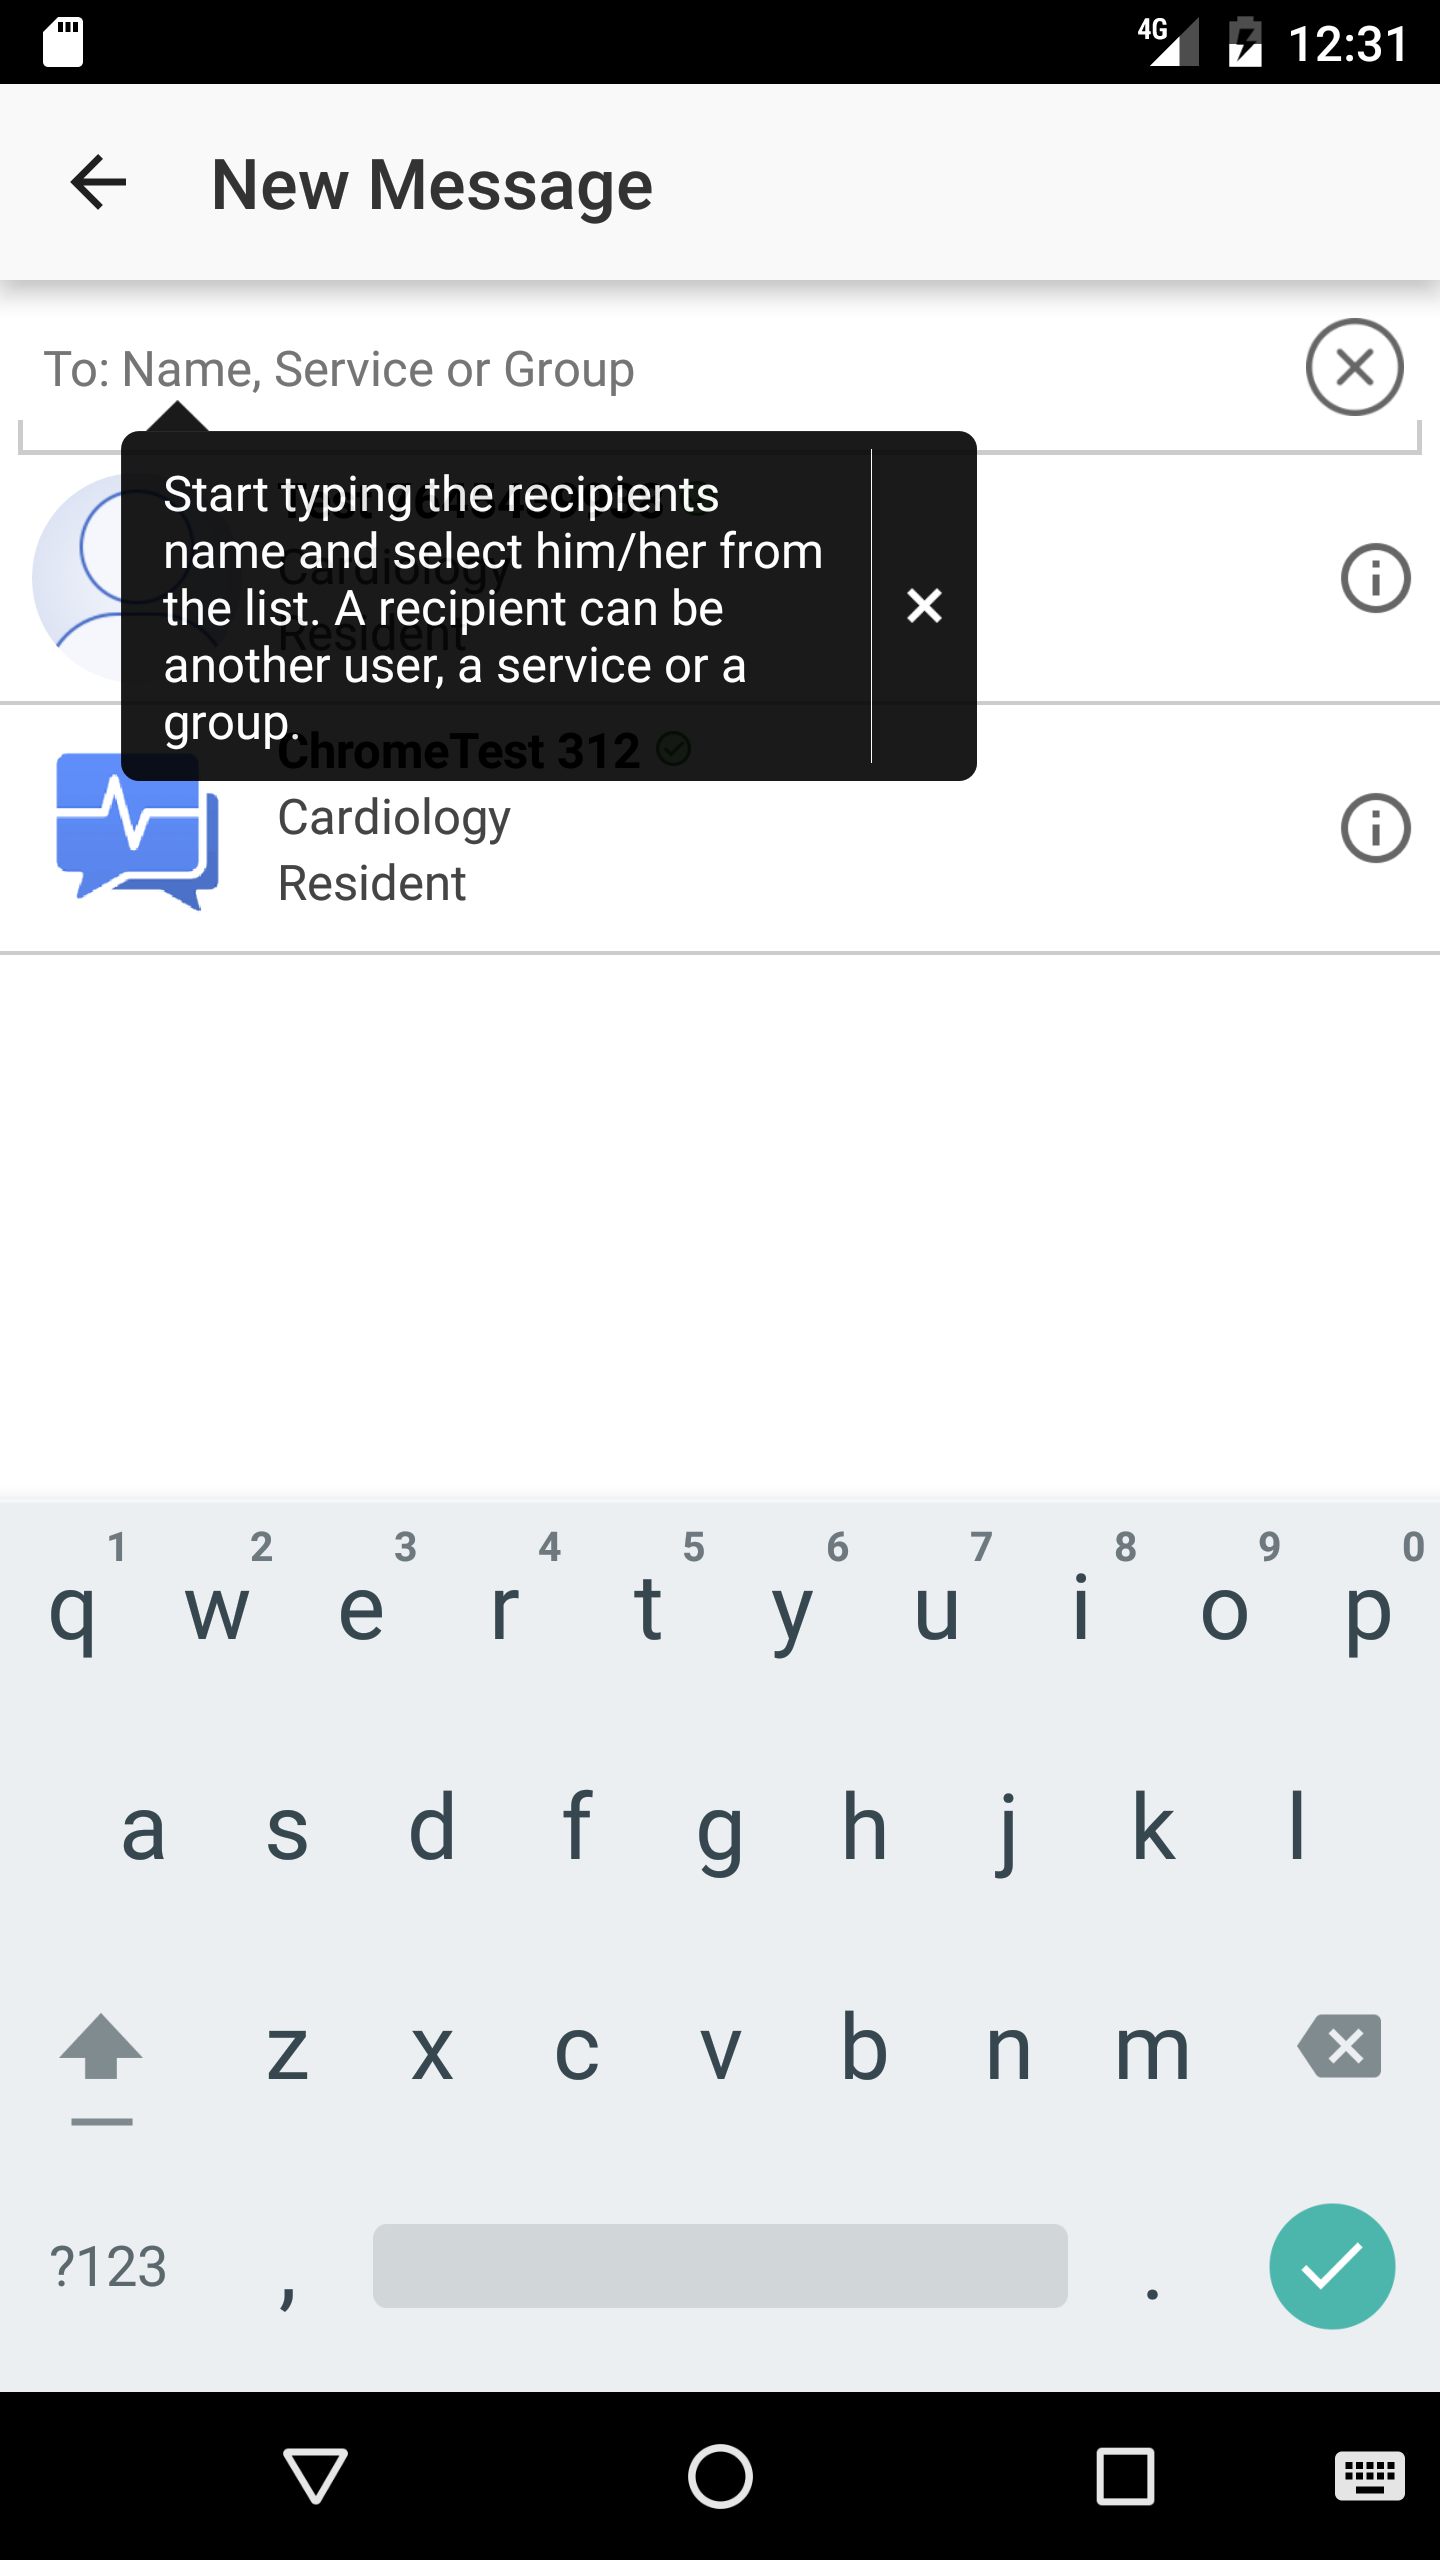 4G 12:31
New Message
To: Name, Service or Group
Start typing the recipients
name and select him/her from
the list. A recipient can be
another user, a service or a
group.
Test
Cardiology
Resident
ChromeTest 312
Cardiology
Resident
1 2 3 4 5 6 7 8 9 0
q w e r t y u i o p
a s d f g h j k l
z x c v b n m
?123 , .